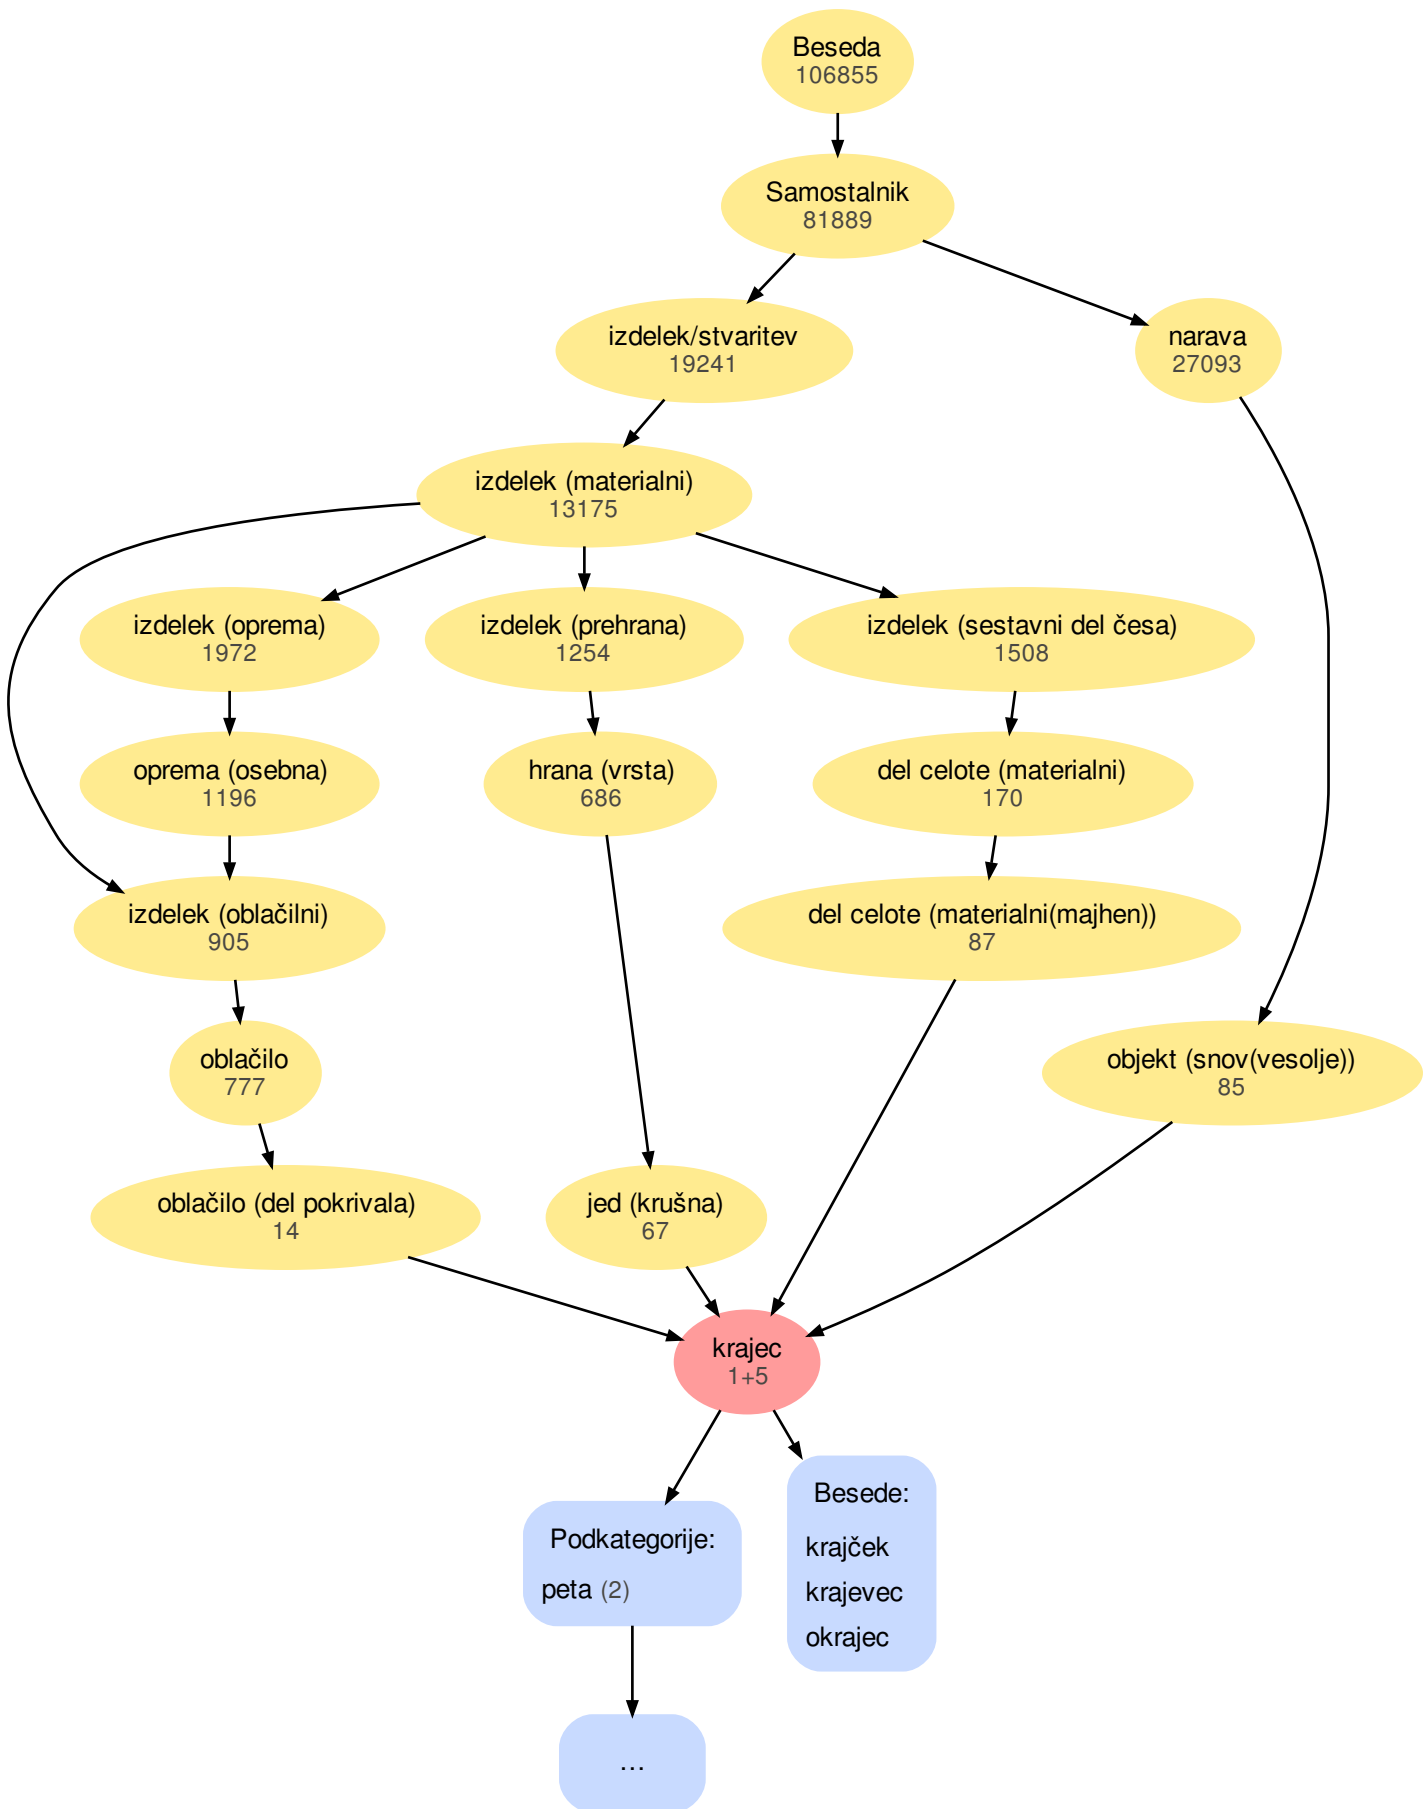 Beseda
106855
Samostalnik
81889
izdelek/stvaritev
19241
narava
27093
izdelek (materialni)
13175
izdelek (oprema)
1972
izdelek (prehrana)
1254
izdelek (sestavni del česa)
1508
oprema (osebna)
1196
hrana (vrsta)
686
del celote (materialni)
170
izdelek (oblačilni)
905
del celote (materialni(majhen))
87
oblačilo
777
objekt (snov(vesolje))
85
oblačilo (del pokrivala)
14
jed (krušna)
67
krajec
1+5
Podkategorije:
peta (2)
Besede:
krajček
krajevec
okrajec
…